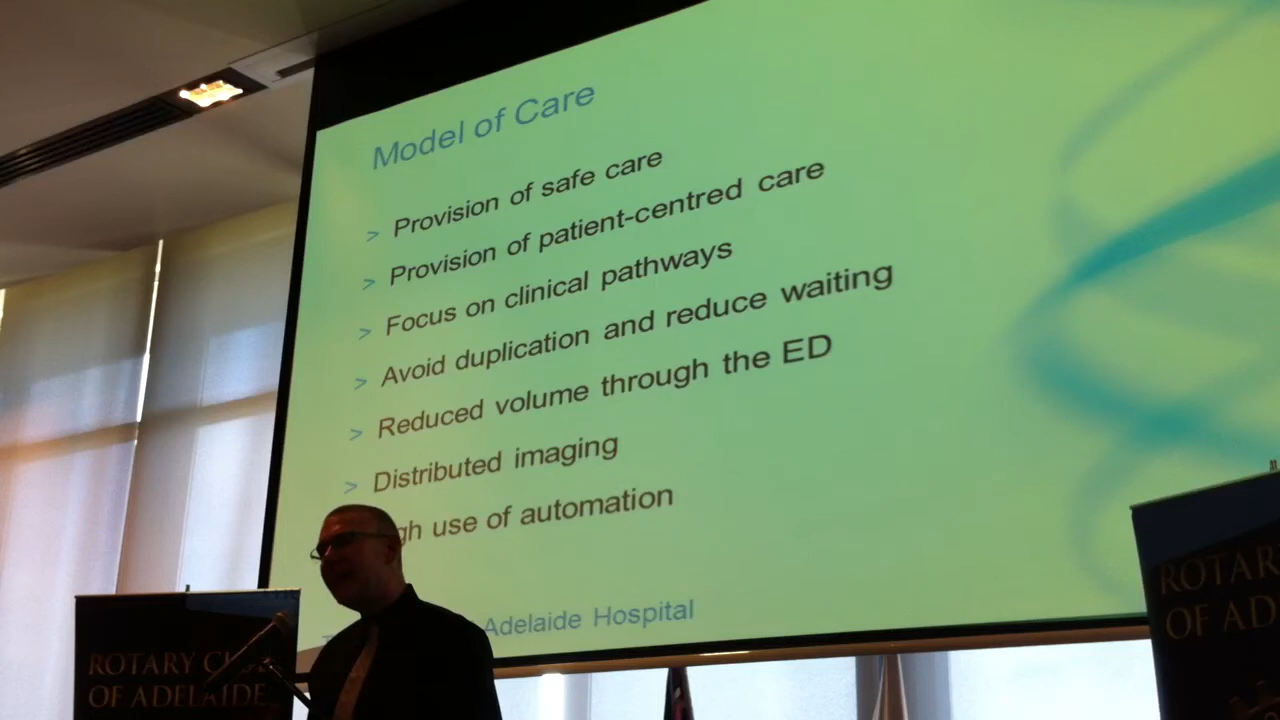 Model of Care
> Provision of safe care
> Provision of patient-centred care
> Focus on clinical pathways
> Avoid duplication and reduce waiting
> Reduced volume through the ED
> Distributed imaging
gh use of automation
Adelaide Hospital
ROTARY CLUB
OF ADELAIDE
ROTAR
OF AD